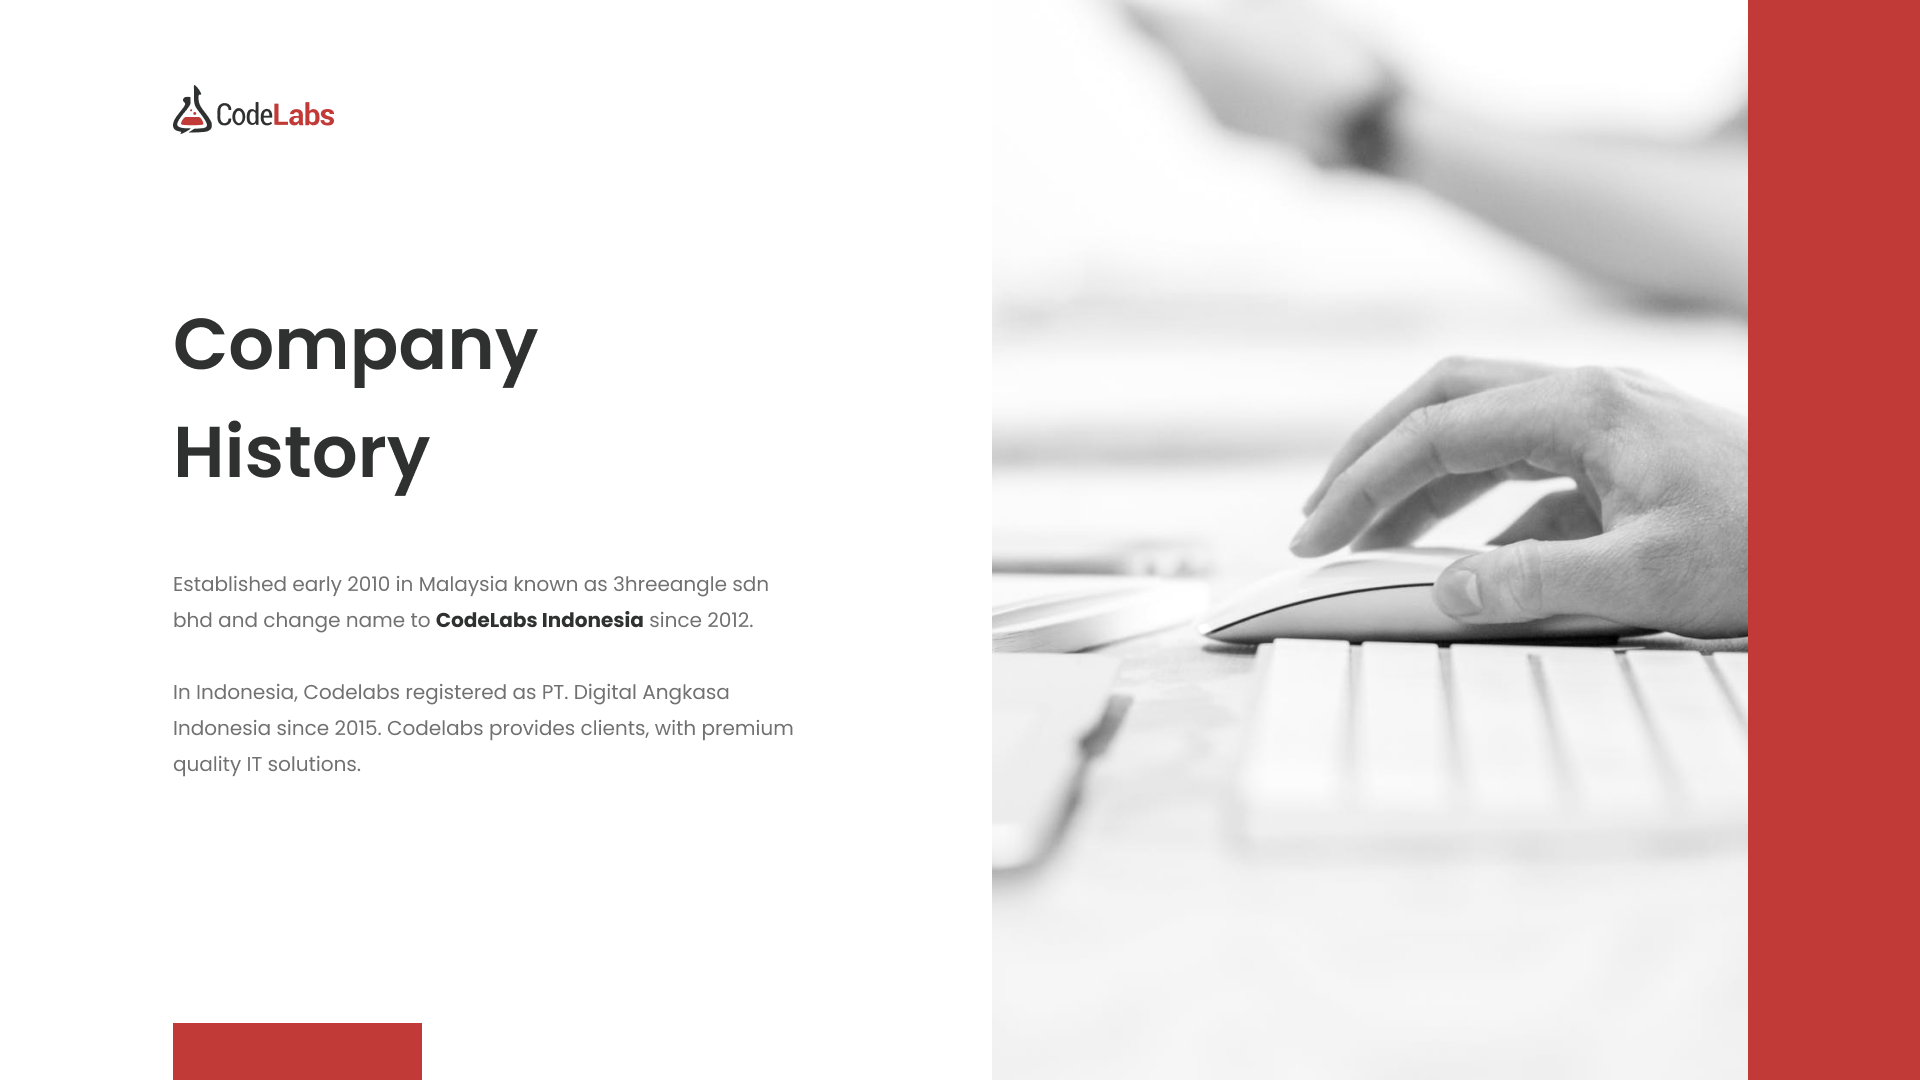 CodeLabs
Company
History
Established early 2010 in Malaysia known as 3hreeangle sdn
bhd and change name to CodeLabs Indonesia since 2012.
In Indonesia, Codelabs registered as PT. Digital Angkasa
Indonesia since 2015. Codelabs provides clients, with premium
quality IT solutions.